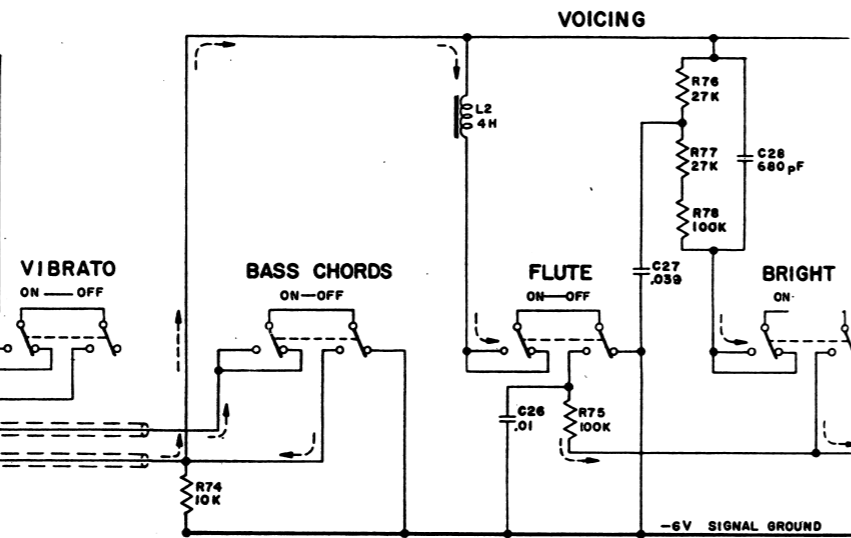 VOICING
R76
27K
L2
4H
R77
27K
C28
680pF
R78
100K
VIBRATO
ON — OFF
BASS CHORDS
ON—OFF
FLUTE
ON—OFF
C27
.039
BRIGHT
ON
C26
.01
R75
100K
R74
10K
-6V SIGNAL GROUND